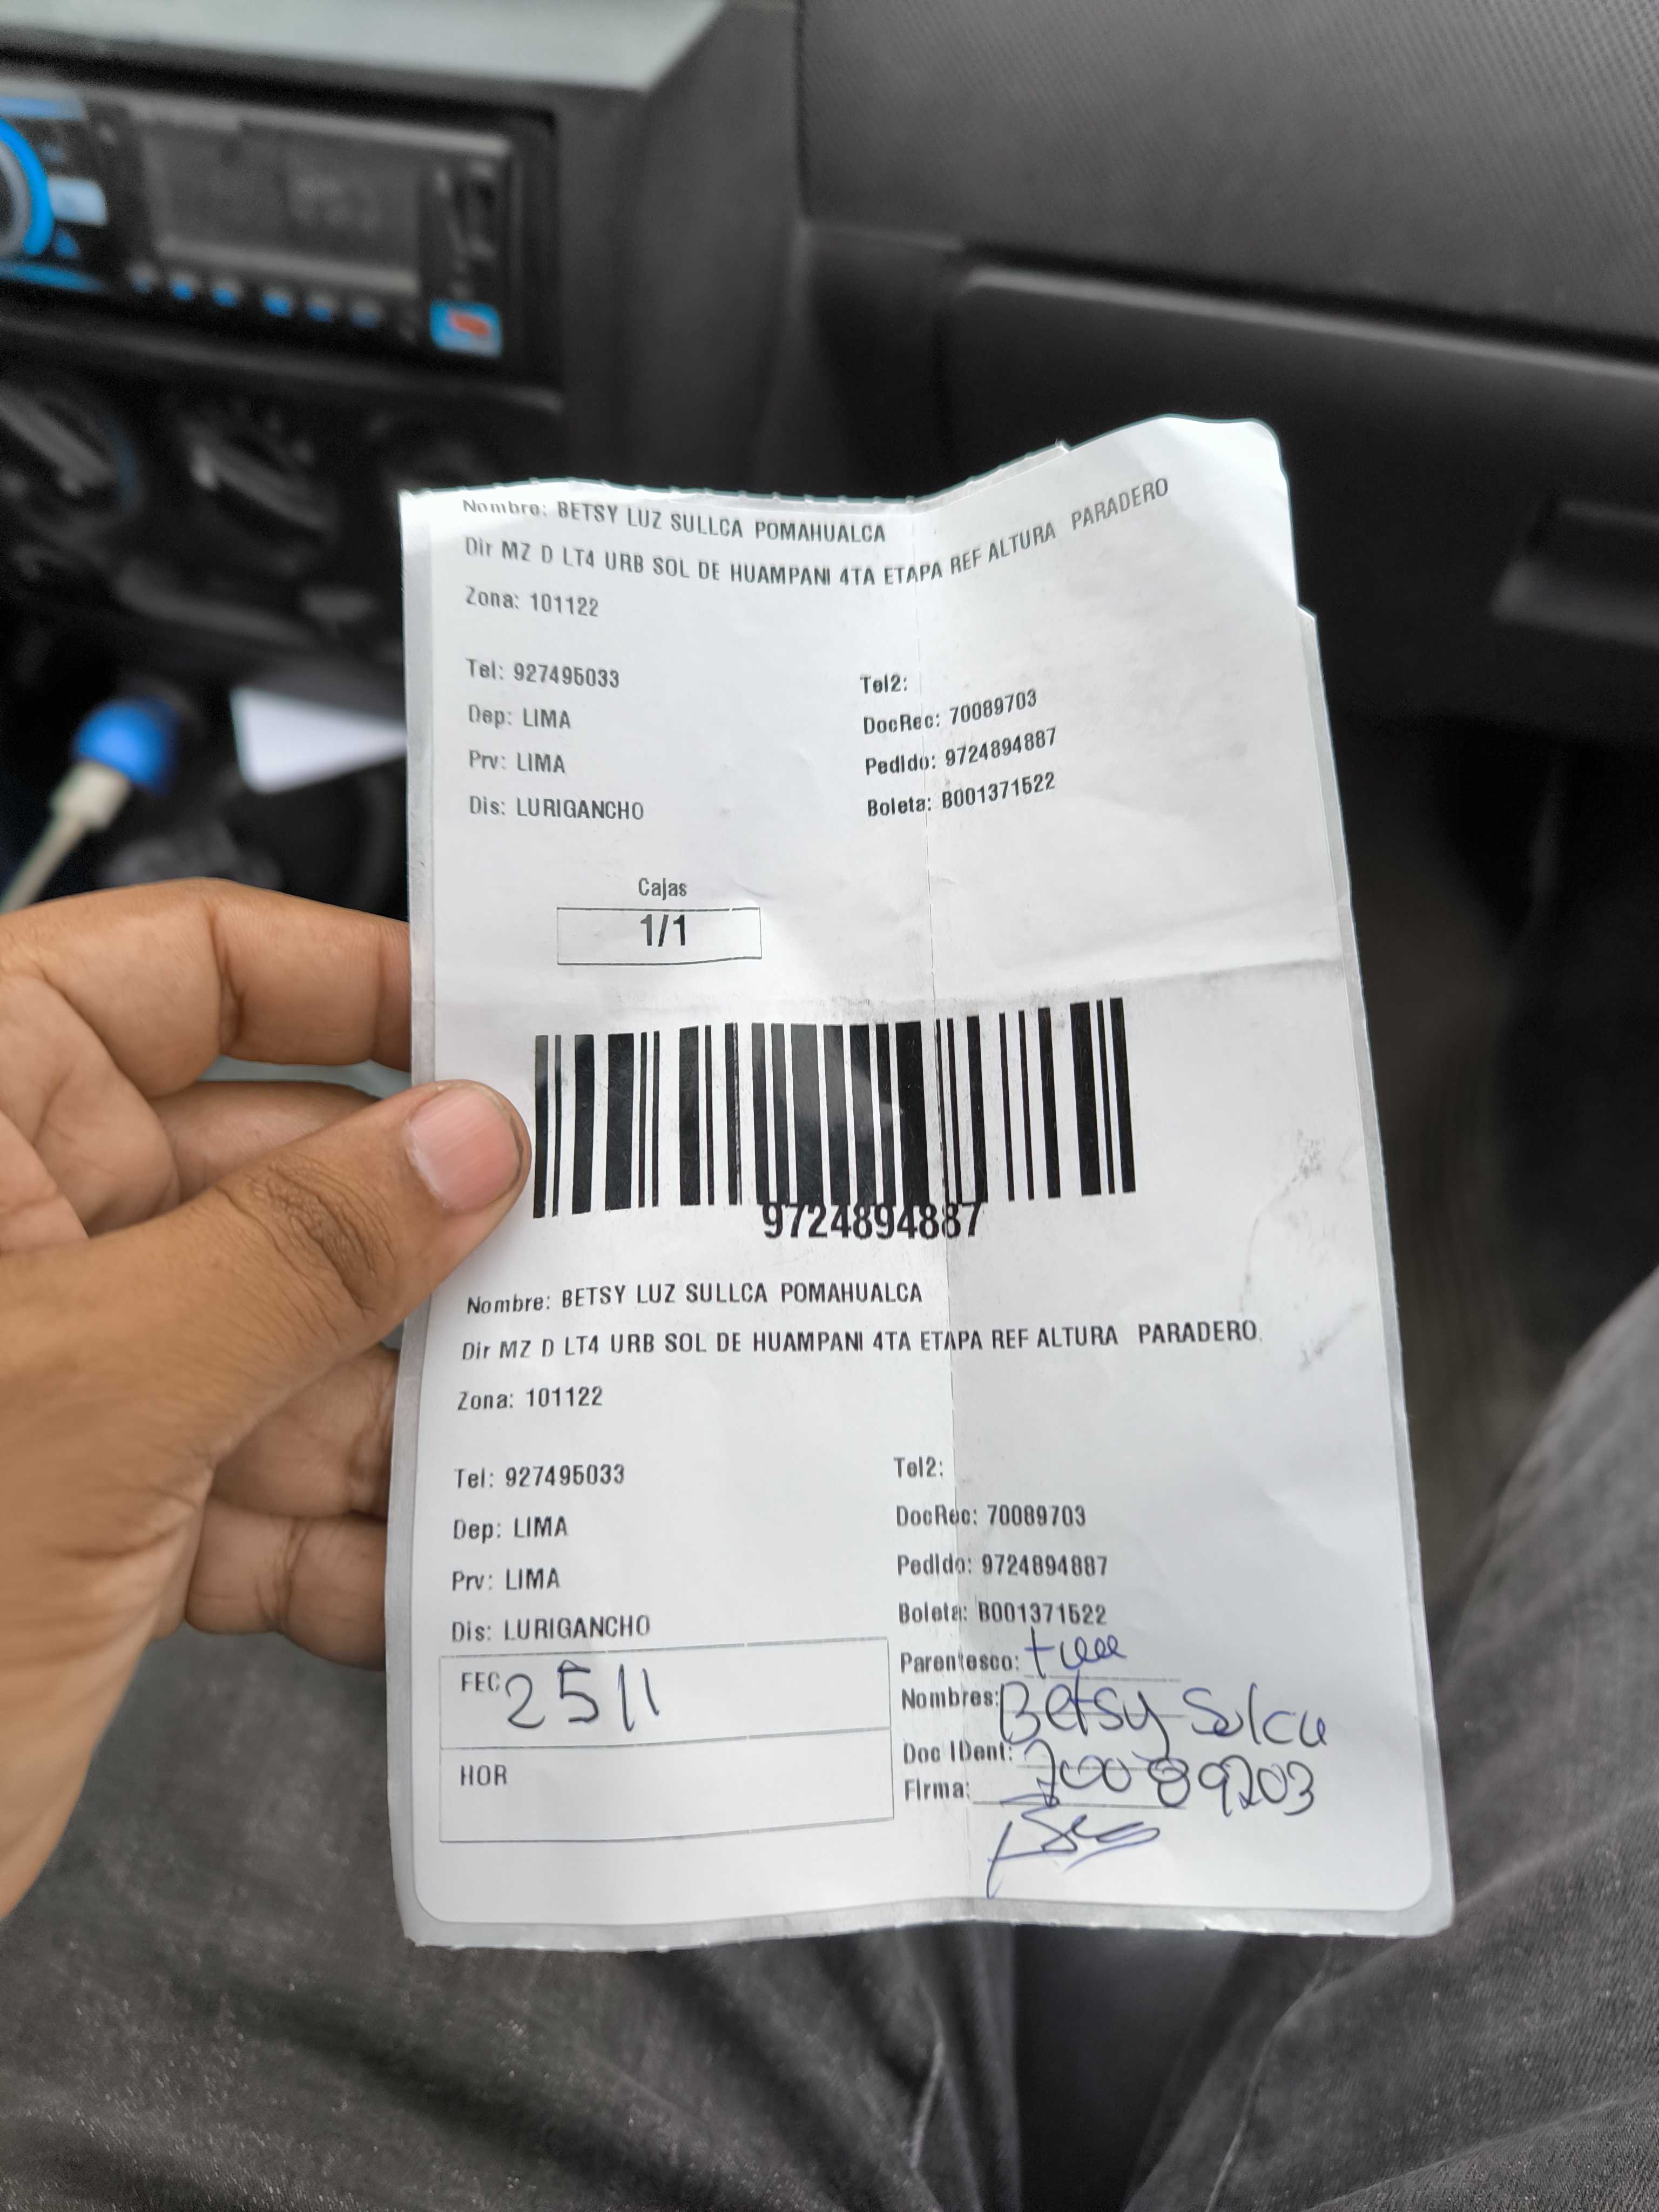 Nombre: BETSY LUZ SULLCA POMAHUALCA
Dir MZ D LT4 URB SOL DE HUAMPANI 4TA ETAPA REF ALTURA PARADERO
Zona: 101122
Tel: 927495033 Tel2:
Dep: LIMA DocRec: 70089703
Prv: LIMA Pedido: 9724894887
Dis: LURIGANCHO Boleta: B001371522
Cajas
1/1
9724894887
Nombre: BETSY LUZ SULLCA POMAHUALCA
Dir MZ D LT4 URB SOL DE HUAMPANI 4TA ETAPA REF ALTURA PARADERO
Zona: 101122
Tel: 927495033 Tel2:
Dep: LIMA DocRec: 70089703
Prv: LIMA Pedido: 9724894887
Dis: LURIGANCHO Boleta: B001371522
FEC 25 11 Parentesco:
Nombres: Betsy Sulca
HOR Doc IDent: 70089703
Firma: